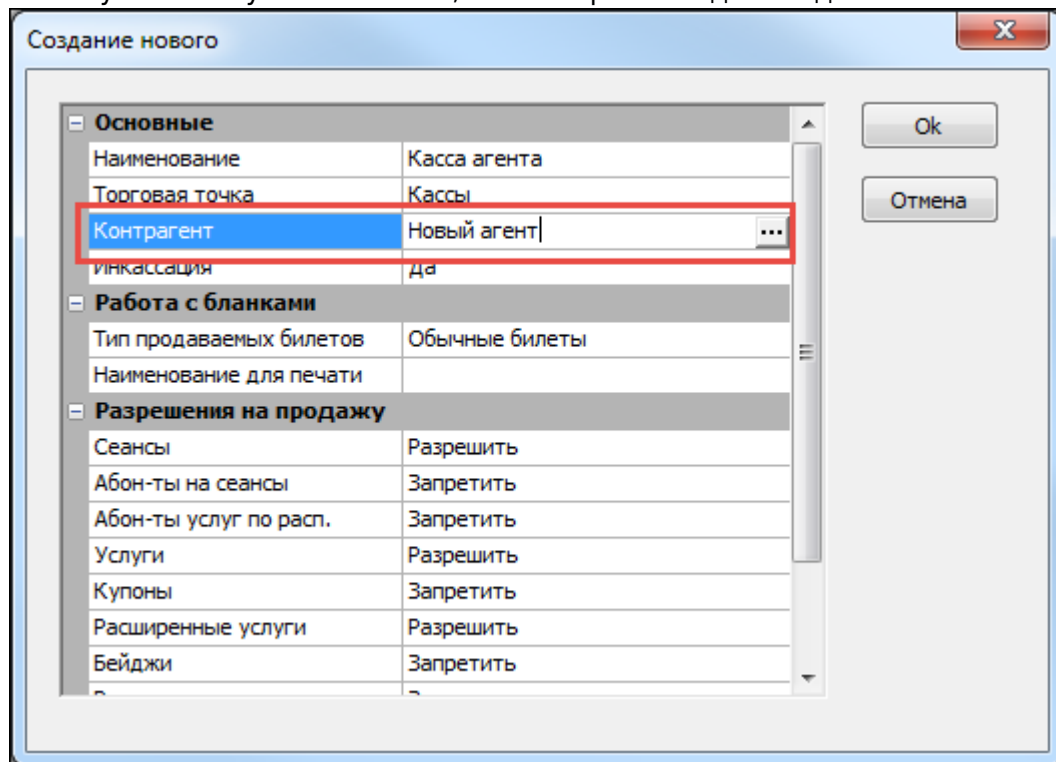 Создание нового
Основные
Наименование Касса агента
Ok
Торговая точка Кассы
Отмена
Контрагент Новый агент ...
Инкассация да
Работа с бланками
Тип продаваемых билетов Обычные билеты
Наименование для печати
Разрешения на продажу
Сеансы Разрешить
Абон-ты на сеансы Запретить
Абон-ты услуг по расп. Запретить
Услуги Разрешить
Купоны Запретить
Расширенные услуги Разрешить
Бейджи Запретить